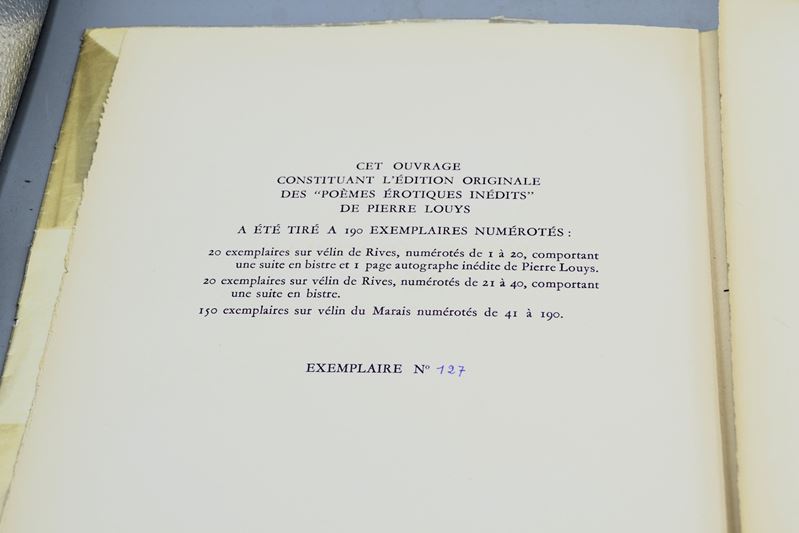 CET OUVRAGE
CONSTITUANT L'ÉDITION ORIGINALE
DES "POÈMES ÉROTIQUES INÉDITS"
DE PIERRE LOUYS
A ÉTÉ TIRÉ A 190 EXEMPLAIRES NUMÉROTÉS :
20 exemplaires sur vélin de Rives, numérotés de 1 à 20, comportant
une suite en bistre et 1 page autographe inédite de Pierre Louys.
20 exemplaires sur vélin de Rives, numérotés de 21 à 40, comportant
une suite en bistre.
150 exemplaires sur vélin du Marais numérotés de 41 à 190.
EXEMPLAIRE Nº 127